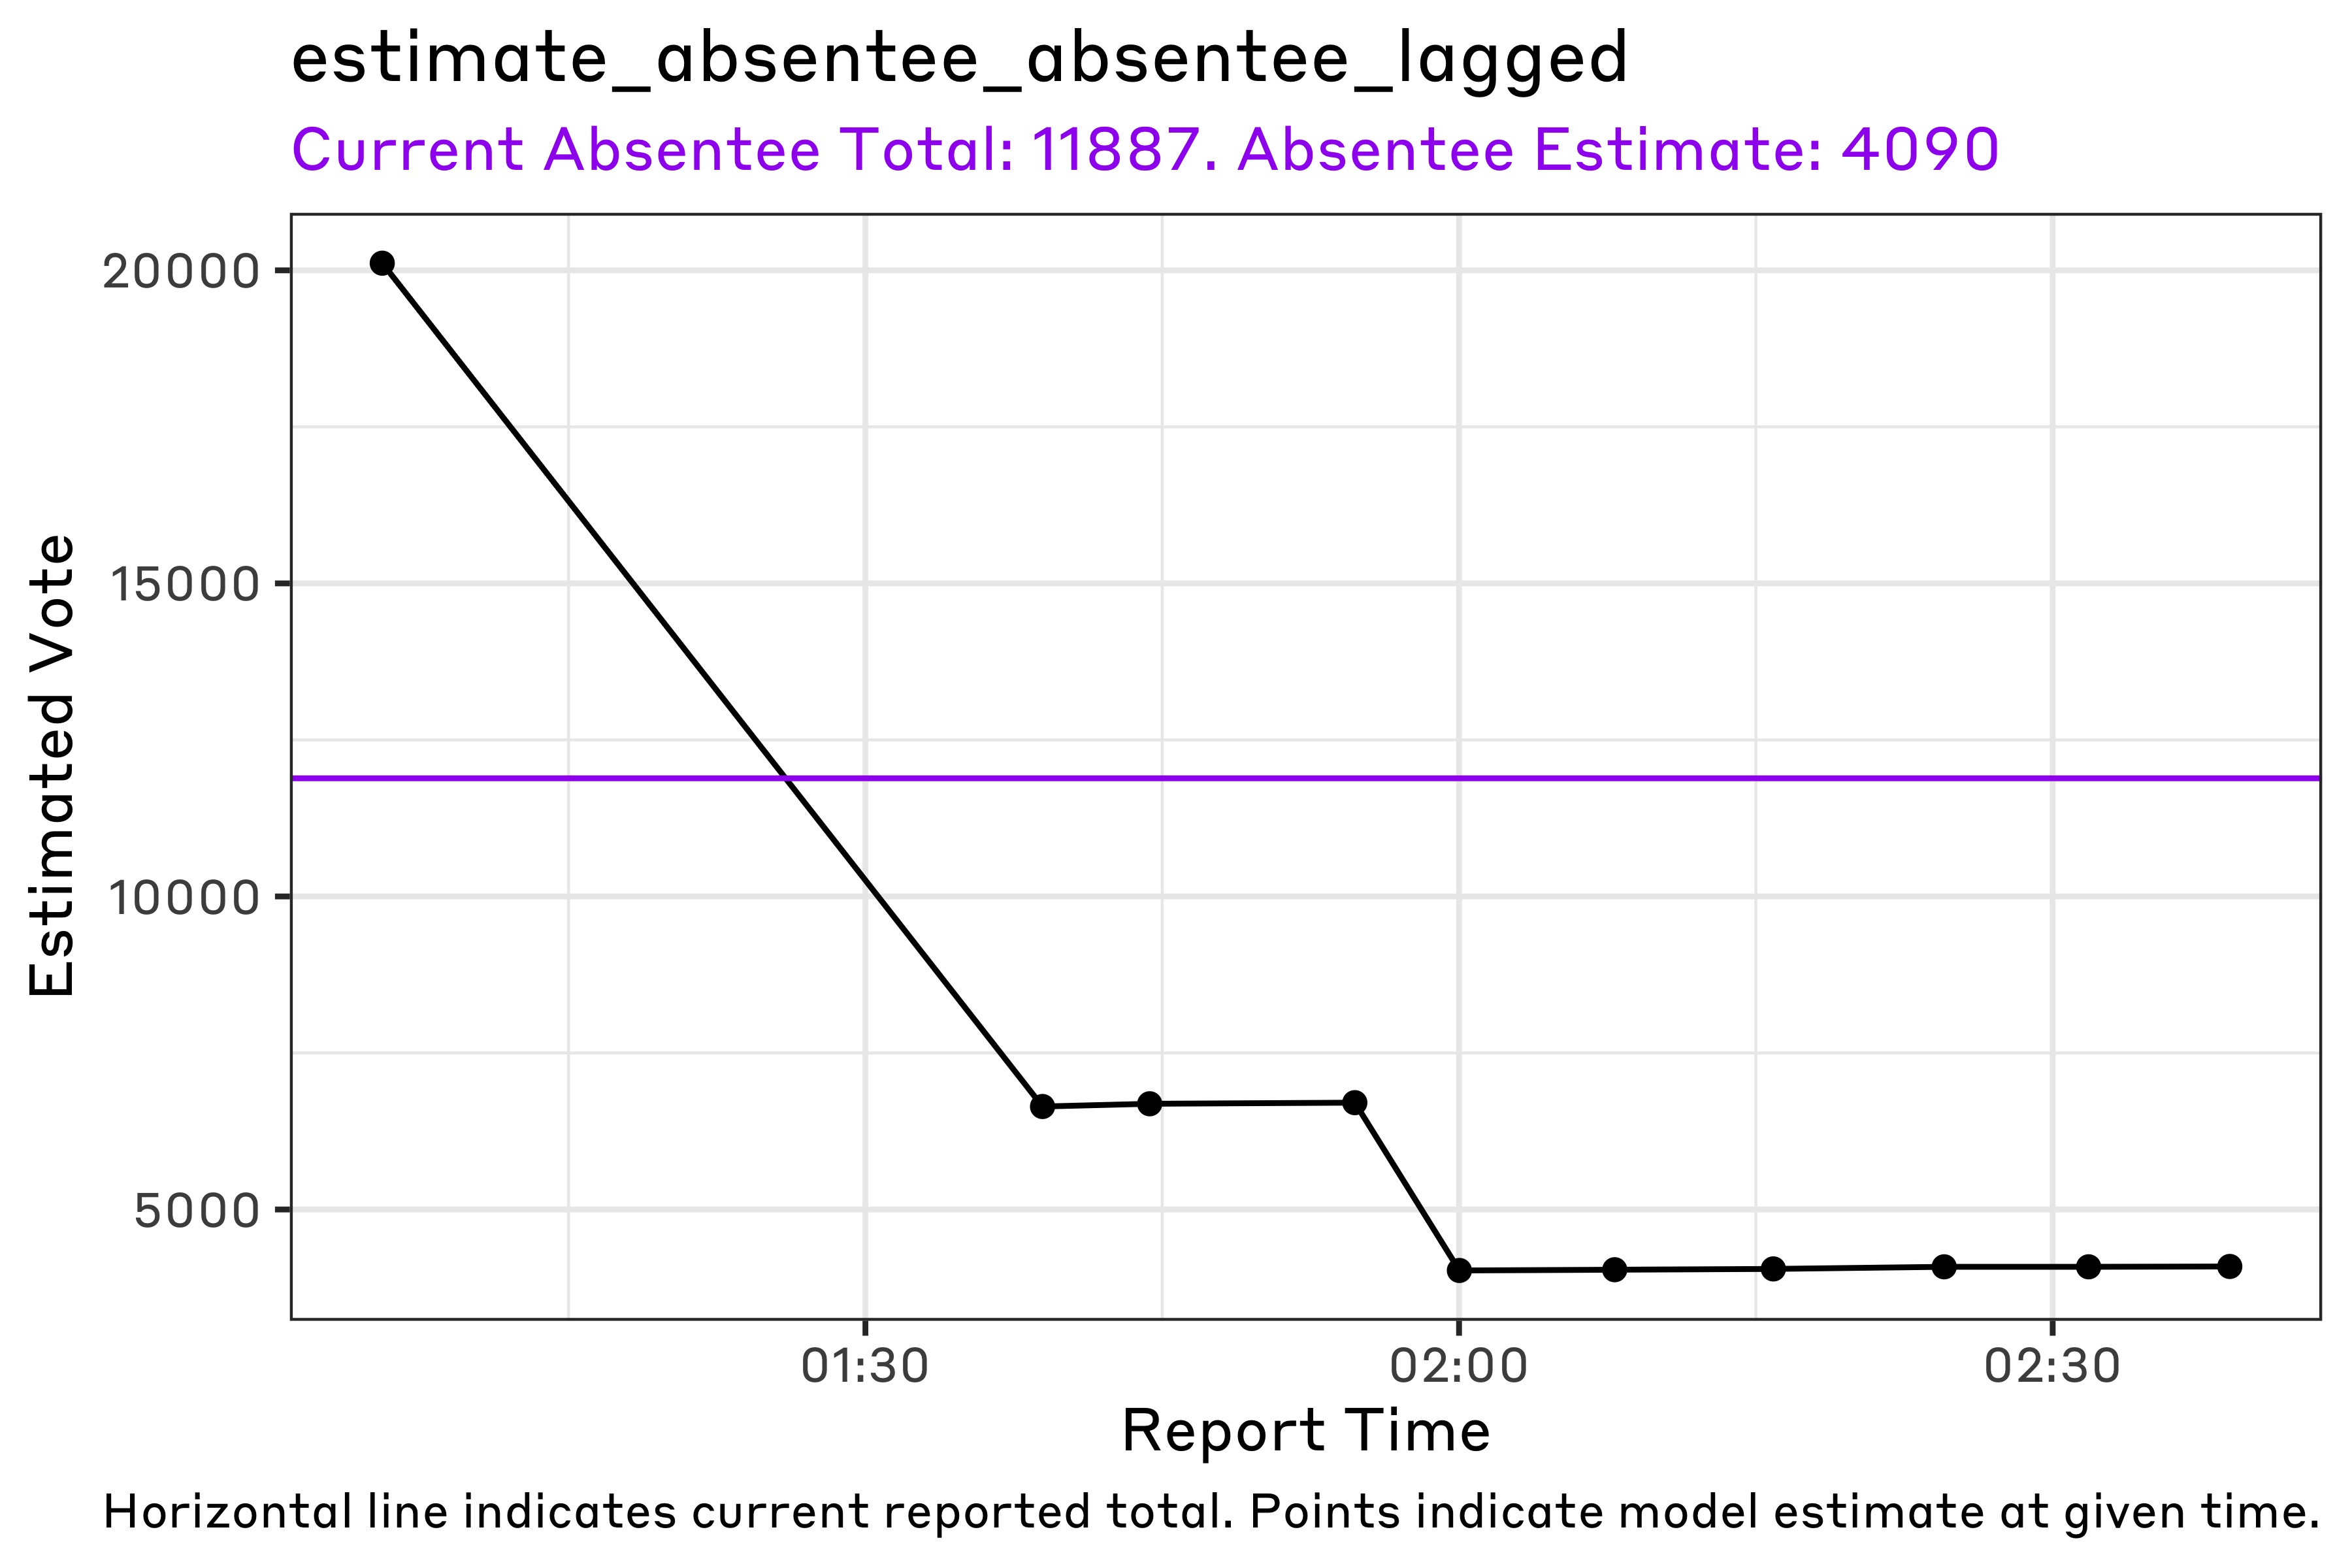 estimate_absentee_absentee_lagged
Current Absentee Total: 11887. Absentee Estimate: 4090
Estimated Vote
20000
15000
10000
5000
01:30
02:00
02:30
Report Time
Horizontal line indicates current reported total. Points indicate model estimate at given time.